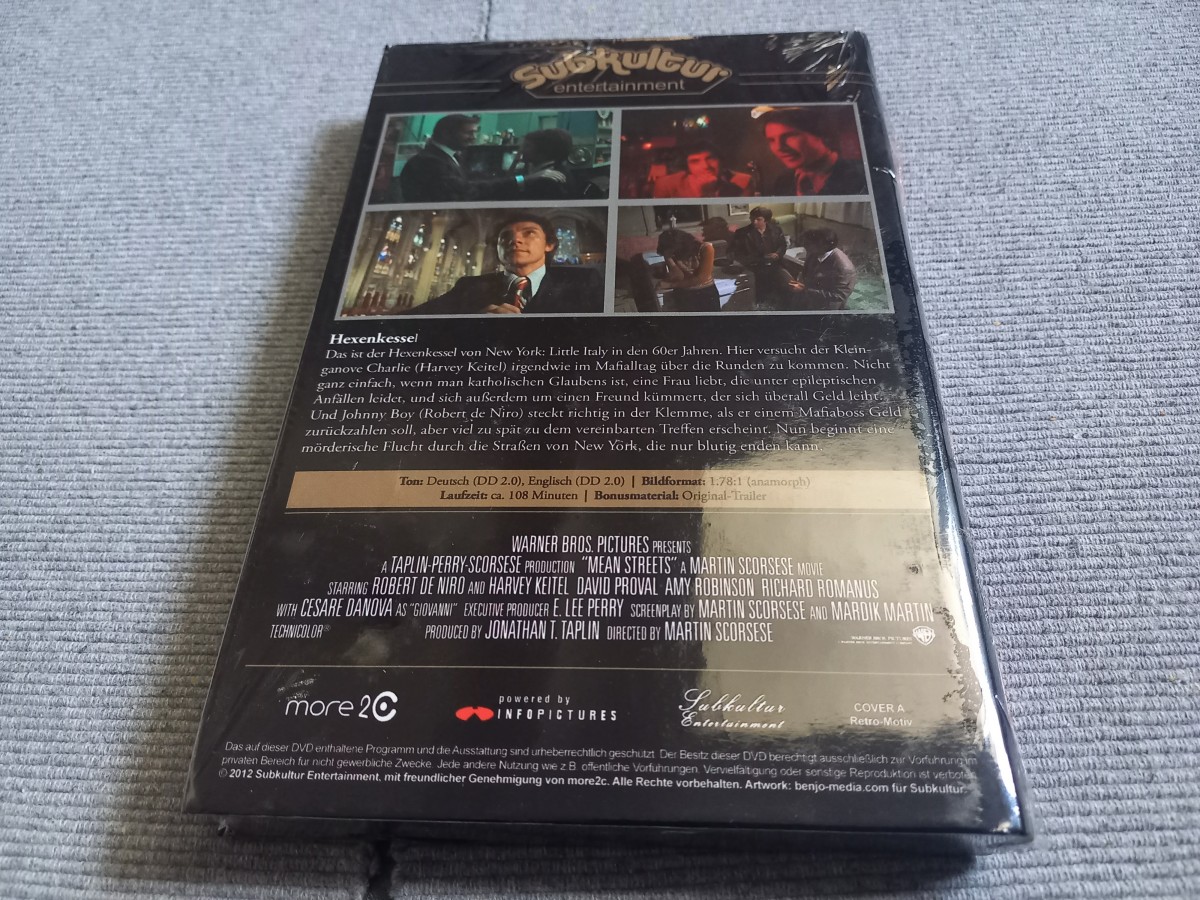 Subkultur
entertainment
Hexenkessel
Das ist der Hexenkessel von New York: Little Italy in den 60er Jahren. Hier versucht der Klein-
ganove Charlie (Harvey Keitel) irgendwie im Mafialltag über die Runden zu kommen. Nicht
ganz einfach, wenn man katholischen Glaubens ist, eine Frau liebt, die unter epileptischen
Anfällen leidet, und sich außerdem um einen Freund kümmert, der sich überall Geld leiht.
Und Johnny Boy (Robert de Niro) steckt richtig in der Klemme, als er einem Mafiaboss Geld
zurückzahlen soll, aber viel zu spät zu dem vereinbarten Treffen erscheint. Nun beginnt eine
mörderische Flucht durch die Straßen von New York, die nur blutig enden kann.
Ton: Deutsch (DD 2.0), Englisch (DD 2.0) | Bildformat: 1.78:1 (anamorph)
Laufzeit: ca. 108 Minuten | Bonusmaterial: Original-Trailer
WARNER BROS. PICTURES PRESENTS
A TAPLIN-PERRY-SCORSESE PRODUCTION "MEAN STREETS" A MARTIN SCORSESE MOVIE
STARRING ROBERT DE NIRO AND HARVEY KEITEL DAVID PROVAL AMY ROBINSON RICHARD ROMANUS
WITH CESARE DANOVA AS "GIOVANNI" EXECUTIVE PRODUCER E. LEE PERRY SCREENPLAY BY MARTIN SCORSESE AND MARDIK MARTIN
TECHNICOLOR® PRODUCED BY JONATHAN T. TAPLIN DIRECTED BY MARTIN SCORSESE
WARNER BROS. PICTURES
more2c
powered by
INFOPICTURES
Subkultur
Entertainment
COVER A
Retro-Motiv
Das auf dieser DVD enthaltene Programm und die Ausstattung sind urheberrechtlich geschützt. Der Besitz dieser DVD berechtigt ausschließlich zur Vorführung im
privaten Bereich für nicht gewerbliche Zwecke. Jede andere Nutzung wie z.B. öffentliche Vorführungen, Vervielfältigung oder sonstige Reproduktion ist verboten.
© 2012 Subkultur Entertainment, mit freundlicher Genehmigung von more2c. Alle Rechte vorbehalten. Artwork: benjo-media.com für Subkultur.